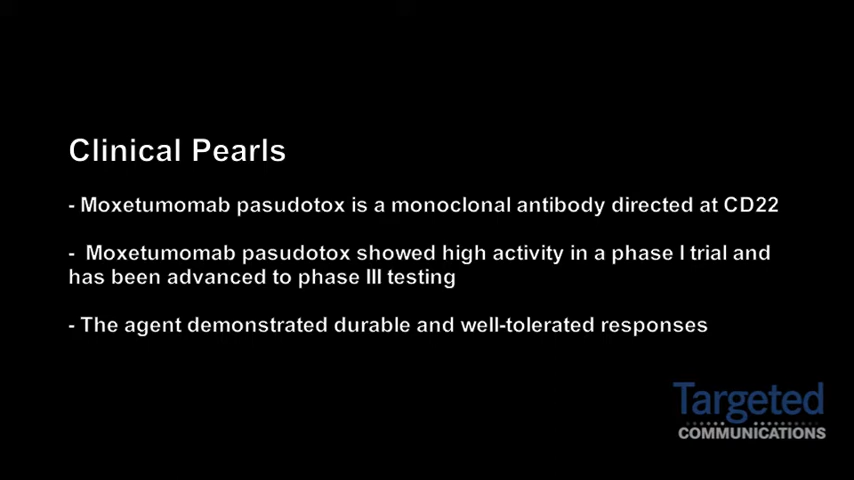 Clinical Pearls
- Moxetumomab pasudotox is a monoclonal antibody directed at CD22
- Moxetumomab pasudotox showed high activity in a phase I trial and
has been advanced to phase III testing
- The agent demonstrated durable and well-tolerated responses
Targeted
COMMUNICATIONS